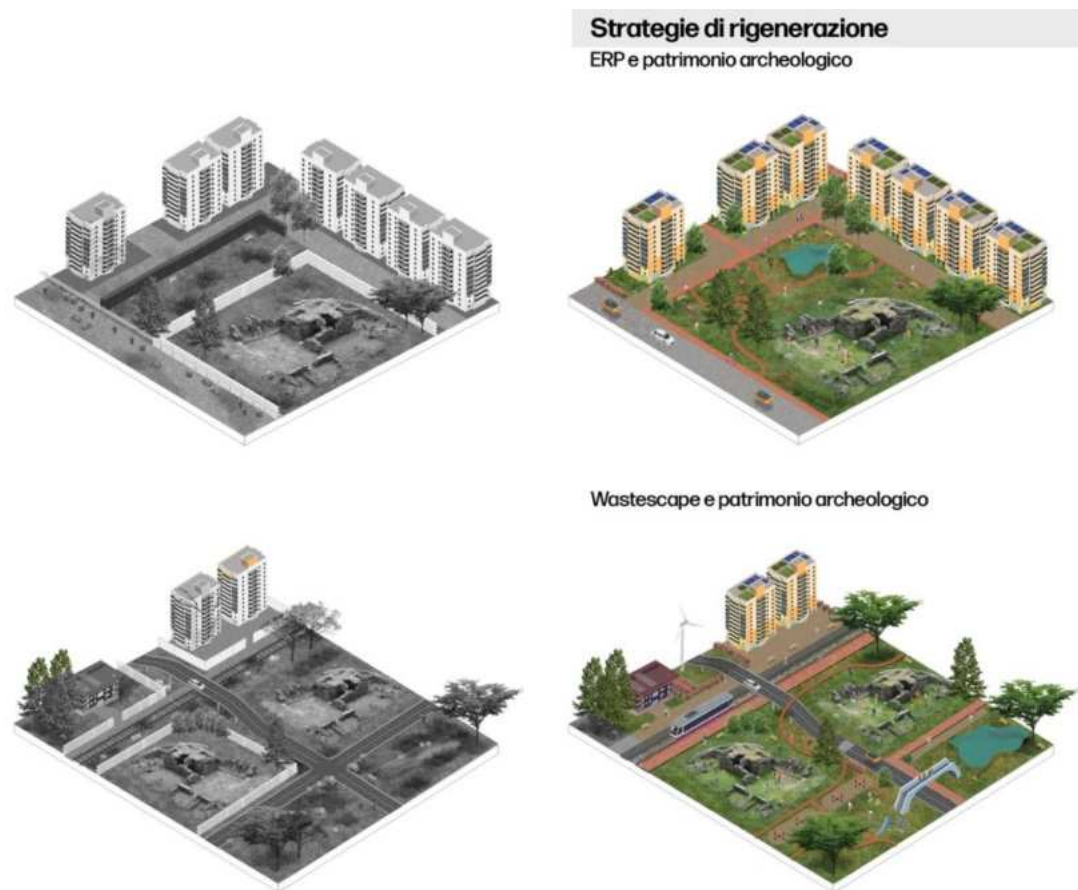 Strategie di rigenerazione
ERP e patrimonio archeologico
Wastescape e patrimonio archeologico